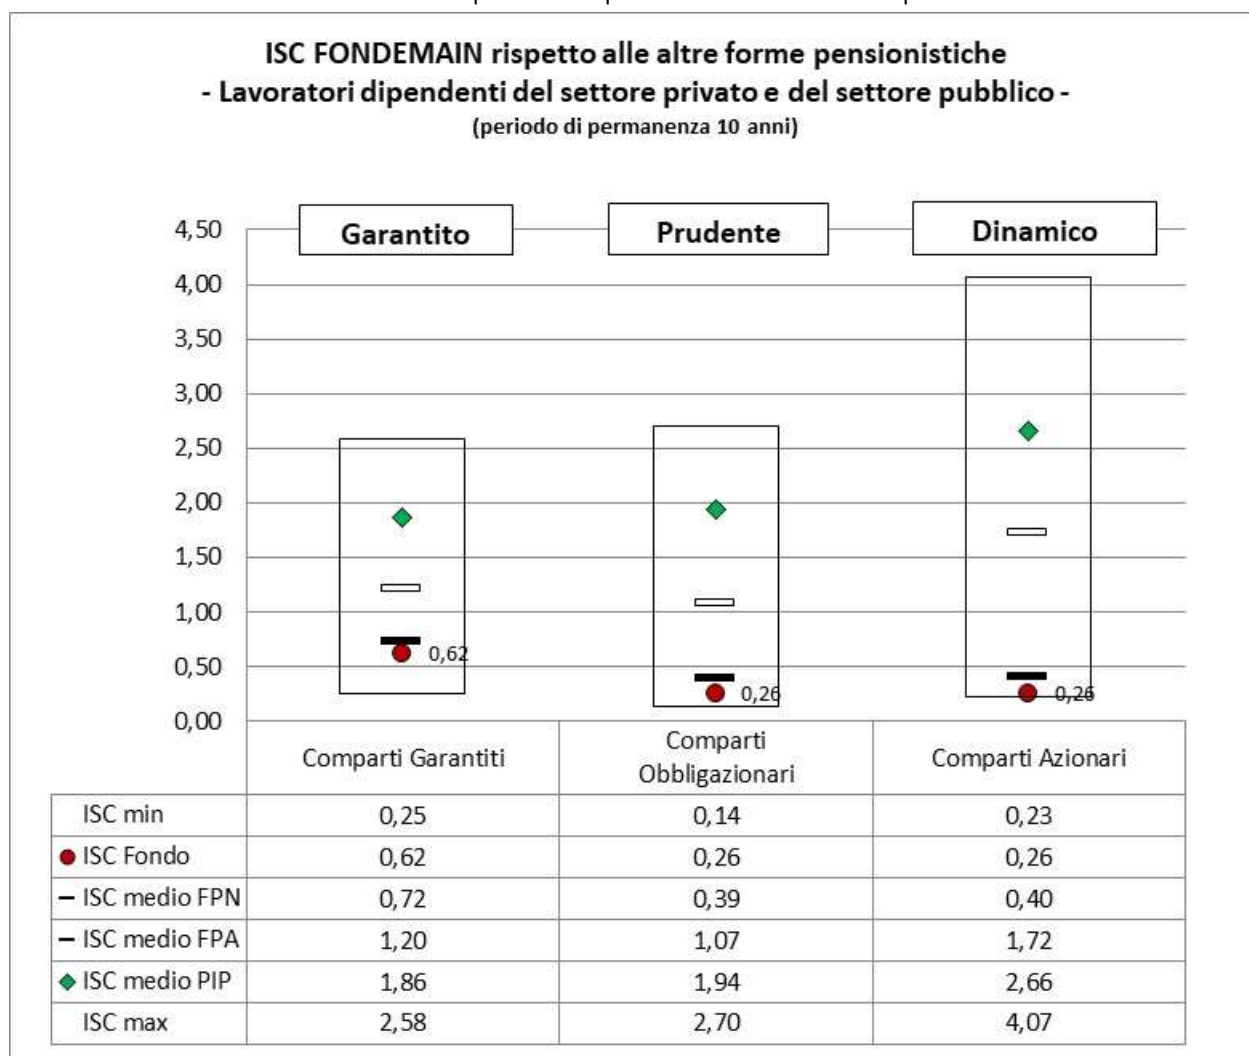 ISC FONDEMAIN rispetto alle altre forme pensionistiche
- Lavoratori dipendenti del settore privato e del settore pubblico -
(periodo di permanenza 10 anni)
Garantito Prudente Dinamico
4,50
4,00
3,50
3,00
2,50
2,00
1,50
1,00
0,50
0,00
0,62
0,26
0,26
Comparti Garantiti Comparti Obbligazionari Comparti Azionari
ISC min 0,25 0,14 0,23
ISC Fondo 0,62 0,26 0,26
ISC medio FPN 0,72 0,39 0,40
ISC medio FPA 1,20 1,07 1,72
ISC medio PIP 1,86 1,94 2,66
ISC max 2,58 2,70 4,07